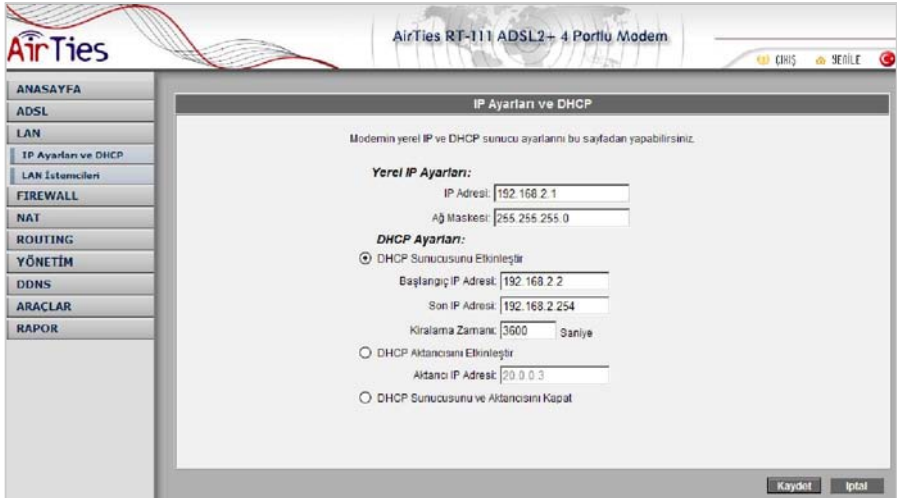 AirTies
AirTies RT-111 ADSL2+ 4 Portlu Modem
ÇIKIŞ YENİLE
ANASAYFA
ADSL
LAN
IP Ayarları ve DHCP
LAN İstemcileri
FIREWALL
NAT
ROUTING
YÖNETİM
DDNS
ARAÇLAR
RAPOR
IP Ayarları ve DHCP
Modemin yerel IP ve DHCP sunucu ayarlarını bu sayfadan yapabilirsiniz.
Yerel IP Ayarları:
IP Adresi: 192.168.2.1
Ağ Maskesi: 255.255.255.0
DHCP Ayarları:
DHCP Sunucusunu Etkinleştir
Başlangıç IP Adresi: 192.168.2.2
Son IP Adresi: 192.168.2.254
Kiralama Zamanı: 3600 Saniye
DHCP Aktarıcısını Etkinleştir
Aktarıcı IP Adresi: 20.0.0.3
DHCP Sunucusunu ve Aktarıcısını Kapat
Kaydet İptal